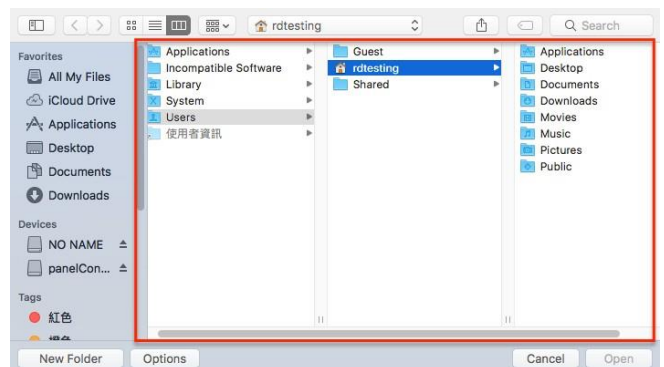 rdtesting
Search
Favorites
All My Files
iCloud Drive
Applications
Desktop
Documents
Downloads
Devices
NO NAME
panelCon...
Tags
紅色
Applications
Incompatible Software
Library
System
Users
使用者資訊
Guest
rdtesting
Shared
Applications
Desktop
Documents
Downloads
Movies
Music
Pictures
Public
New Folder
Options
Cancel
Open